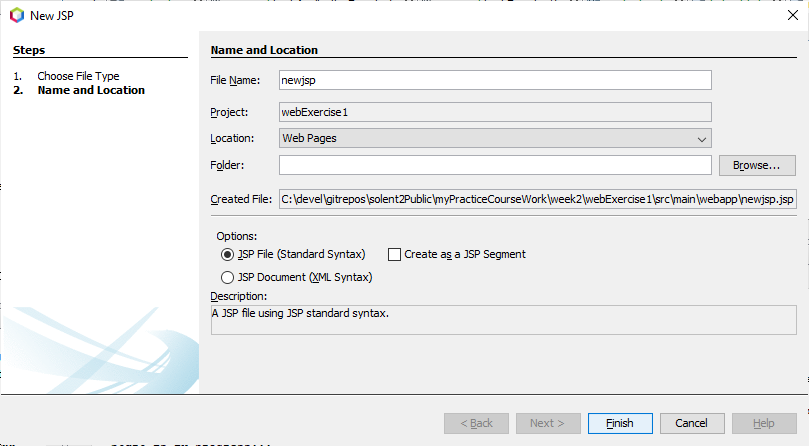 New JSP
Steps
1. Choose File Type
2. Name and Location
Name and Location
File Name: newjsp
Project: webExercise1
Location: Web Pages
Folder: Browse...
Created File: C:\devel\gitrepos\solent2Public\myPracticeCourseWork\week2\webExercise1\src\main\webapp\newjsp.jsp
Options:
JSP File (Standard Syntax) Create as a JSP Segment
JSP Document (XML Syntax)
Description:
A JSP file using JSP standard syntax.
< Back Next > Finish Cancel Help